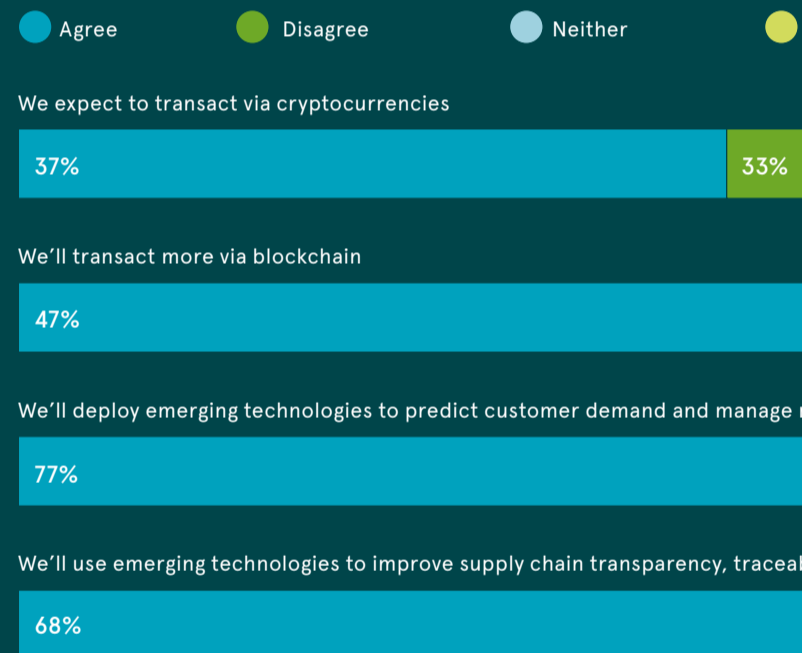 Agree Disagree Neither
We expect to transact via cryptocurrencies
37% 33%
We’ll transact more via blockchain
47%
We’ll deploy emerging technologies to predict customer demand and manage
77%
We’ll use emerging technologies to improve supply chain transparency,
68%